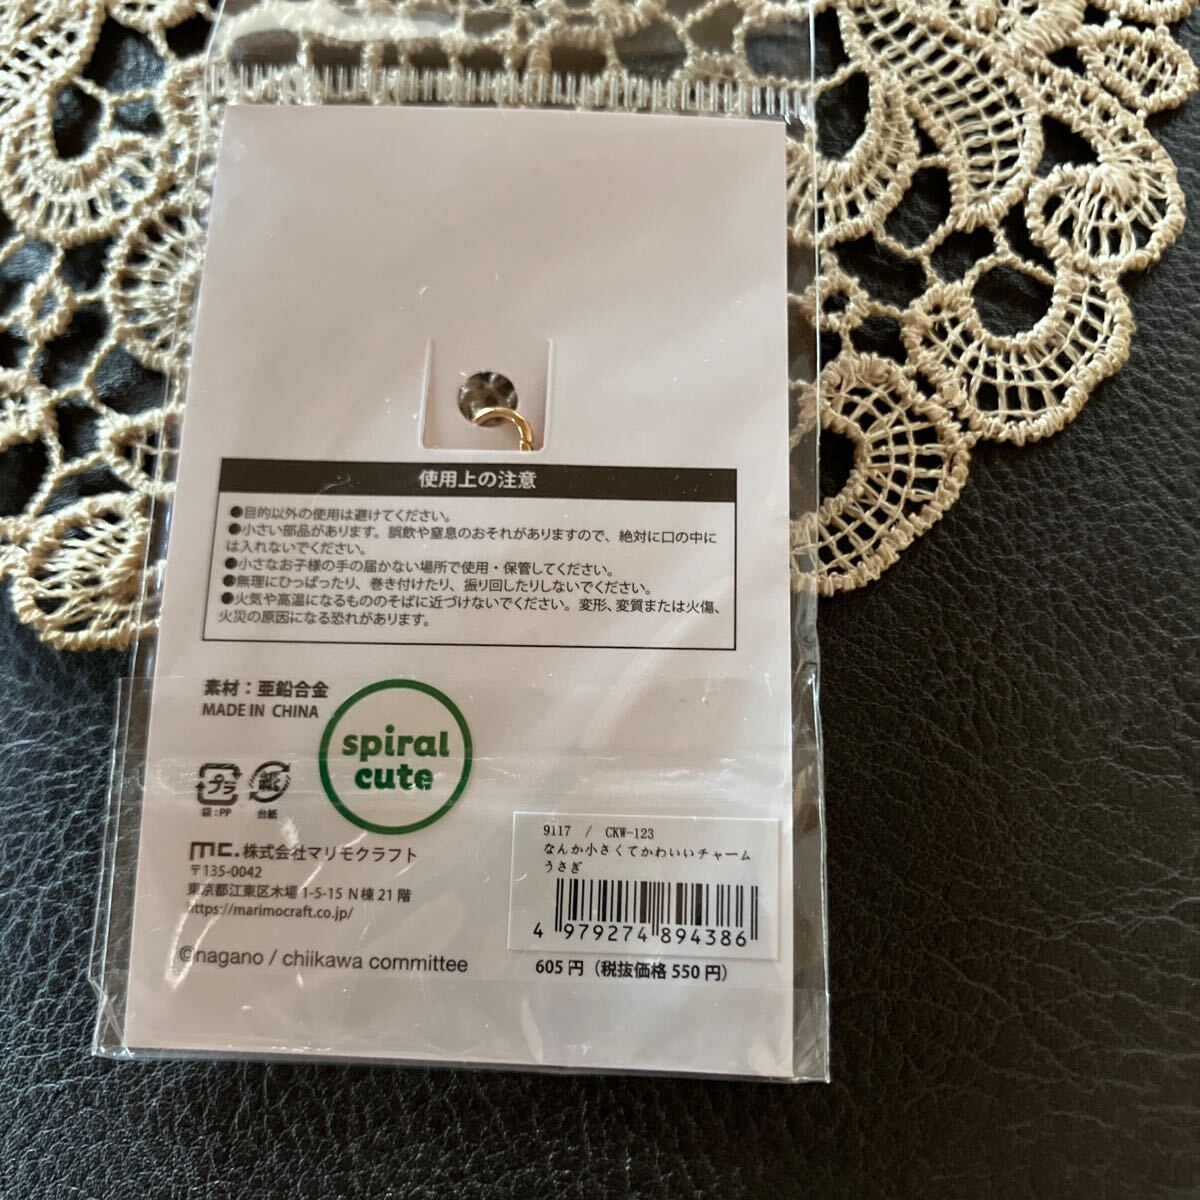 使用上の注意
●目的以外の使用は避けてください。
●小さい部品があります。誤飲や窒息のおそれがありますので、絶対に口の中に
は入れないでください。
●小さなお子様の手の届かない場所で使用・保管してください。
●無理にひっぱったり、巻き付けたり、振り回したりしないでください。
●火気や高温になるもののそばに近づけないでください。変形、変質または火傷、
火災の原因になる恐れがあります。
素材：亜鉛合金
MADE IN CHINA
spiral
cute
プラ
紙
袋：PP
台紙
mc.株式会社マリモクラフト
〒135-0042
東京都江東区木場 1-5-15 N棟 21階
https://marimocraft.co.jp/
©nagano / chiikawa committee
9117 / CKW-123
なんか小さくてかわいいチャーム
うさぎ
4 979274 894386
605円（税抜価格 550円）